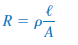 R = ρ ℓ/A